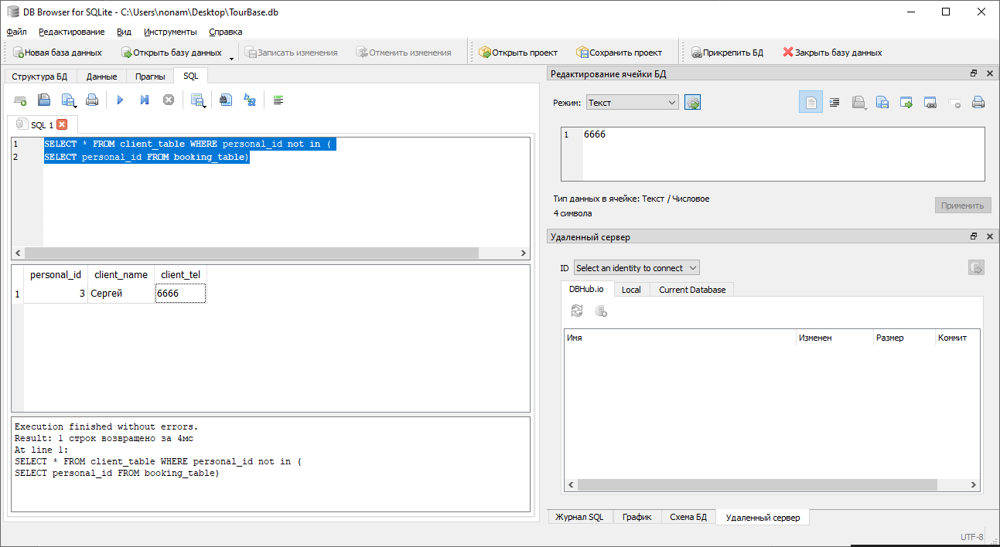 DB Browser for SQLite - C:\Users\nonam\Desktop\TourBase.db
Файл Редактирование Вид Инструменты Справка
Новая база данных Открыть базу данных Записать изменения Отменить изменения Открыть проект Сохранить проект Прикрепить БД Закрыть базу данных
Структура БД Данные Прагмы SQL
SQL 1
1 SELECT * FROM client_table WHERE personal_id not in (
2 SELECT personal_id FROM booking_table)
personal_id client_name client_tel
1 3 Сергей 6666
Execution finished without errors.
Result: 1 строк возвращено за 4мс
At line 1:
SELECT * FROM client_table WHERE personal_id not in (
SELECT personal_id FROM booking_table)
Редактирование ячейки БД
Режим: Текст
1 6666
Тип данных в ячейке: Текст / Числовое
4 символа
Применить
Удаленный сервер
ID Select an identity to connect
DBHub.io Local Current Database
Имя Изменен Размер Коммит
Журнал SQL График Схема БД Удаленный сервер
UTF-8